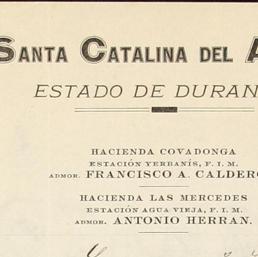 SANTA CATALINA DEL A
ESTADO DE DURAN
HACIENDA COVADONGA
ESTACIÓN YERBANÍS, F. I. M.
ADMOR. FRANCISCO A. CALDERO
HACIENDA LAS MERCEDES
ESTACIÓN AGUA VIEJA, F. I. M.
ADMOR. ANTONIO HERRAN.